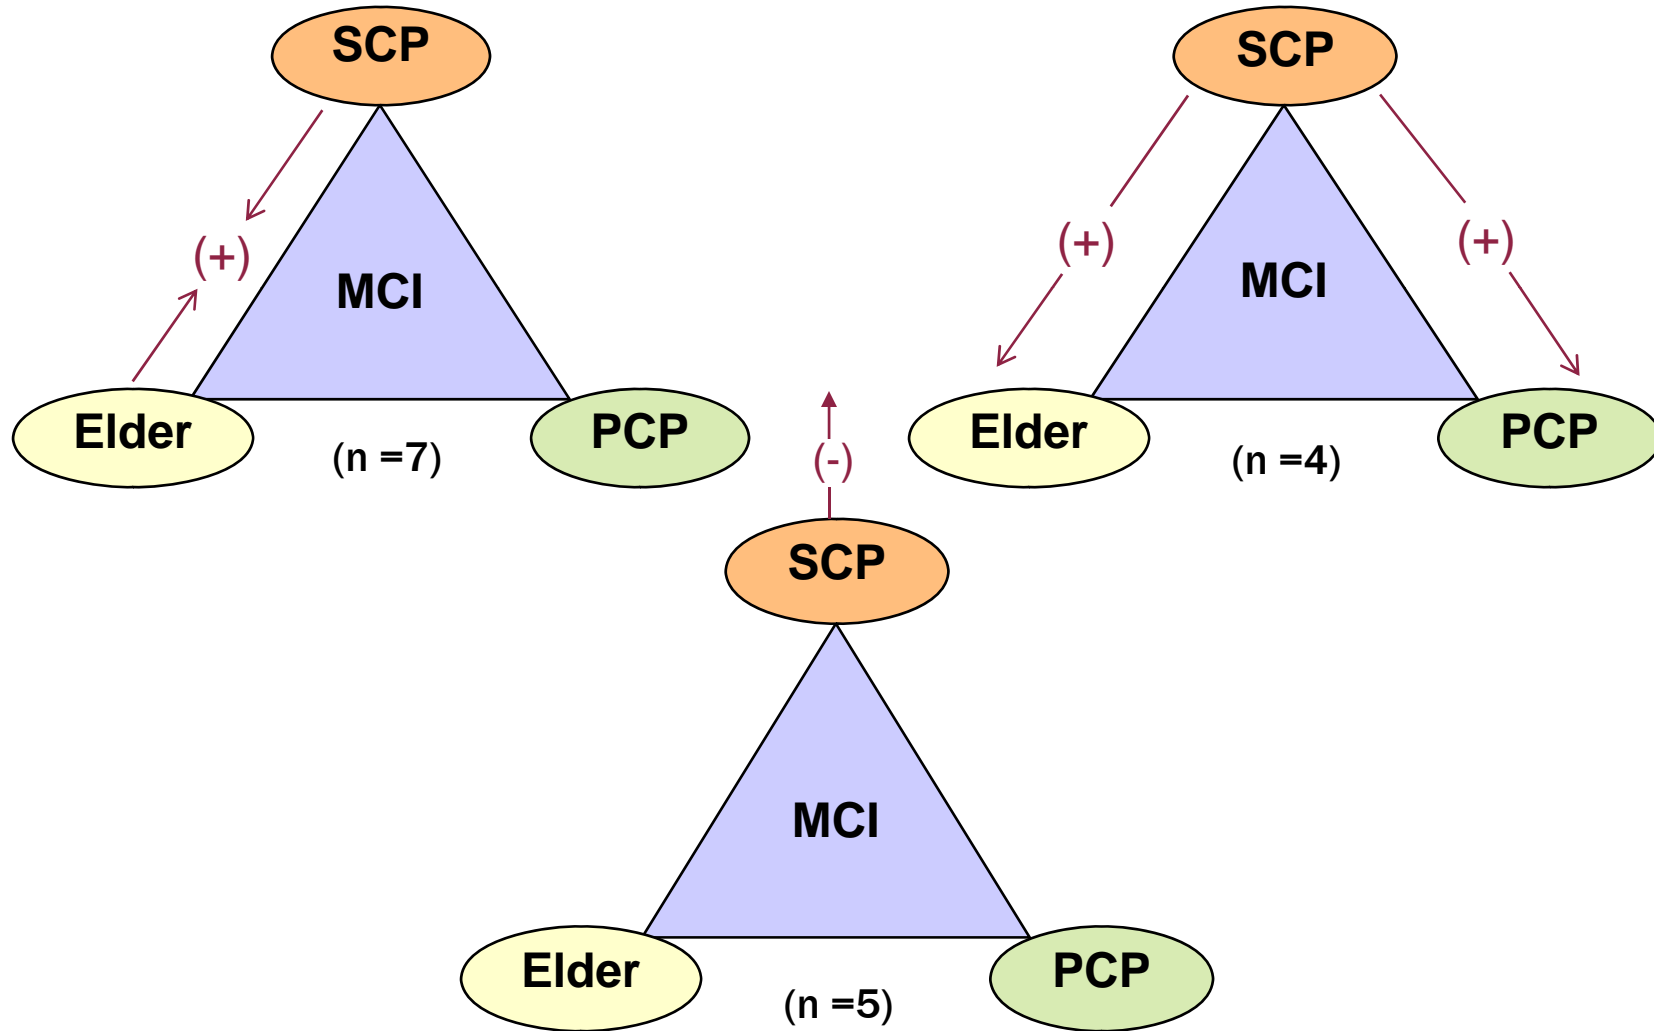 SCP
(+)
MCI
Elder
PCP
(n =7)
SCP
(+)
(+)
MCI
Elder
PCP
(n =4)
(-)
SCP
MCI
Elder
PCP
(n =5)